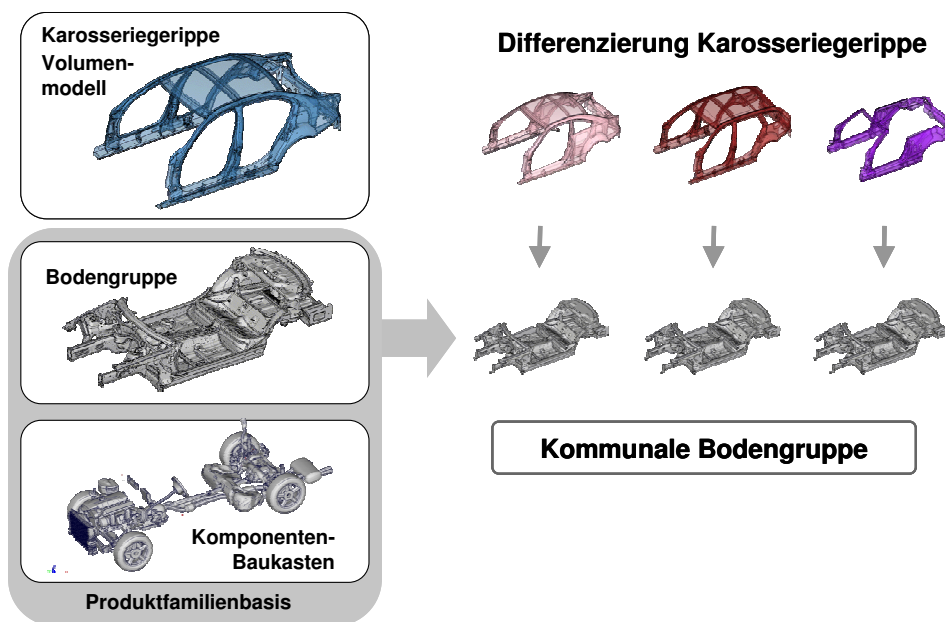 Karosseriegerippe
Volumen-
modell
Bodengruppe
Komponenten-
Baukasten
Produktfamilienbasis
Differenzierung Karosseriegerippe
Kommunale Bodengruppe